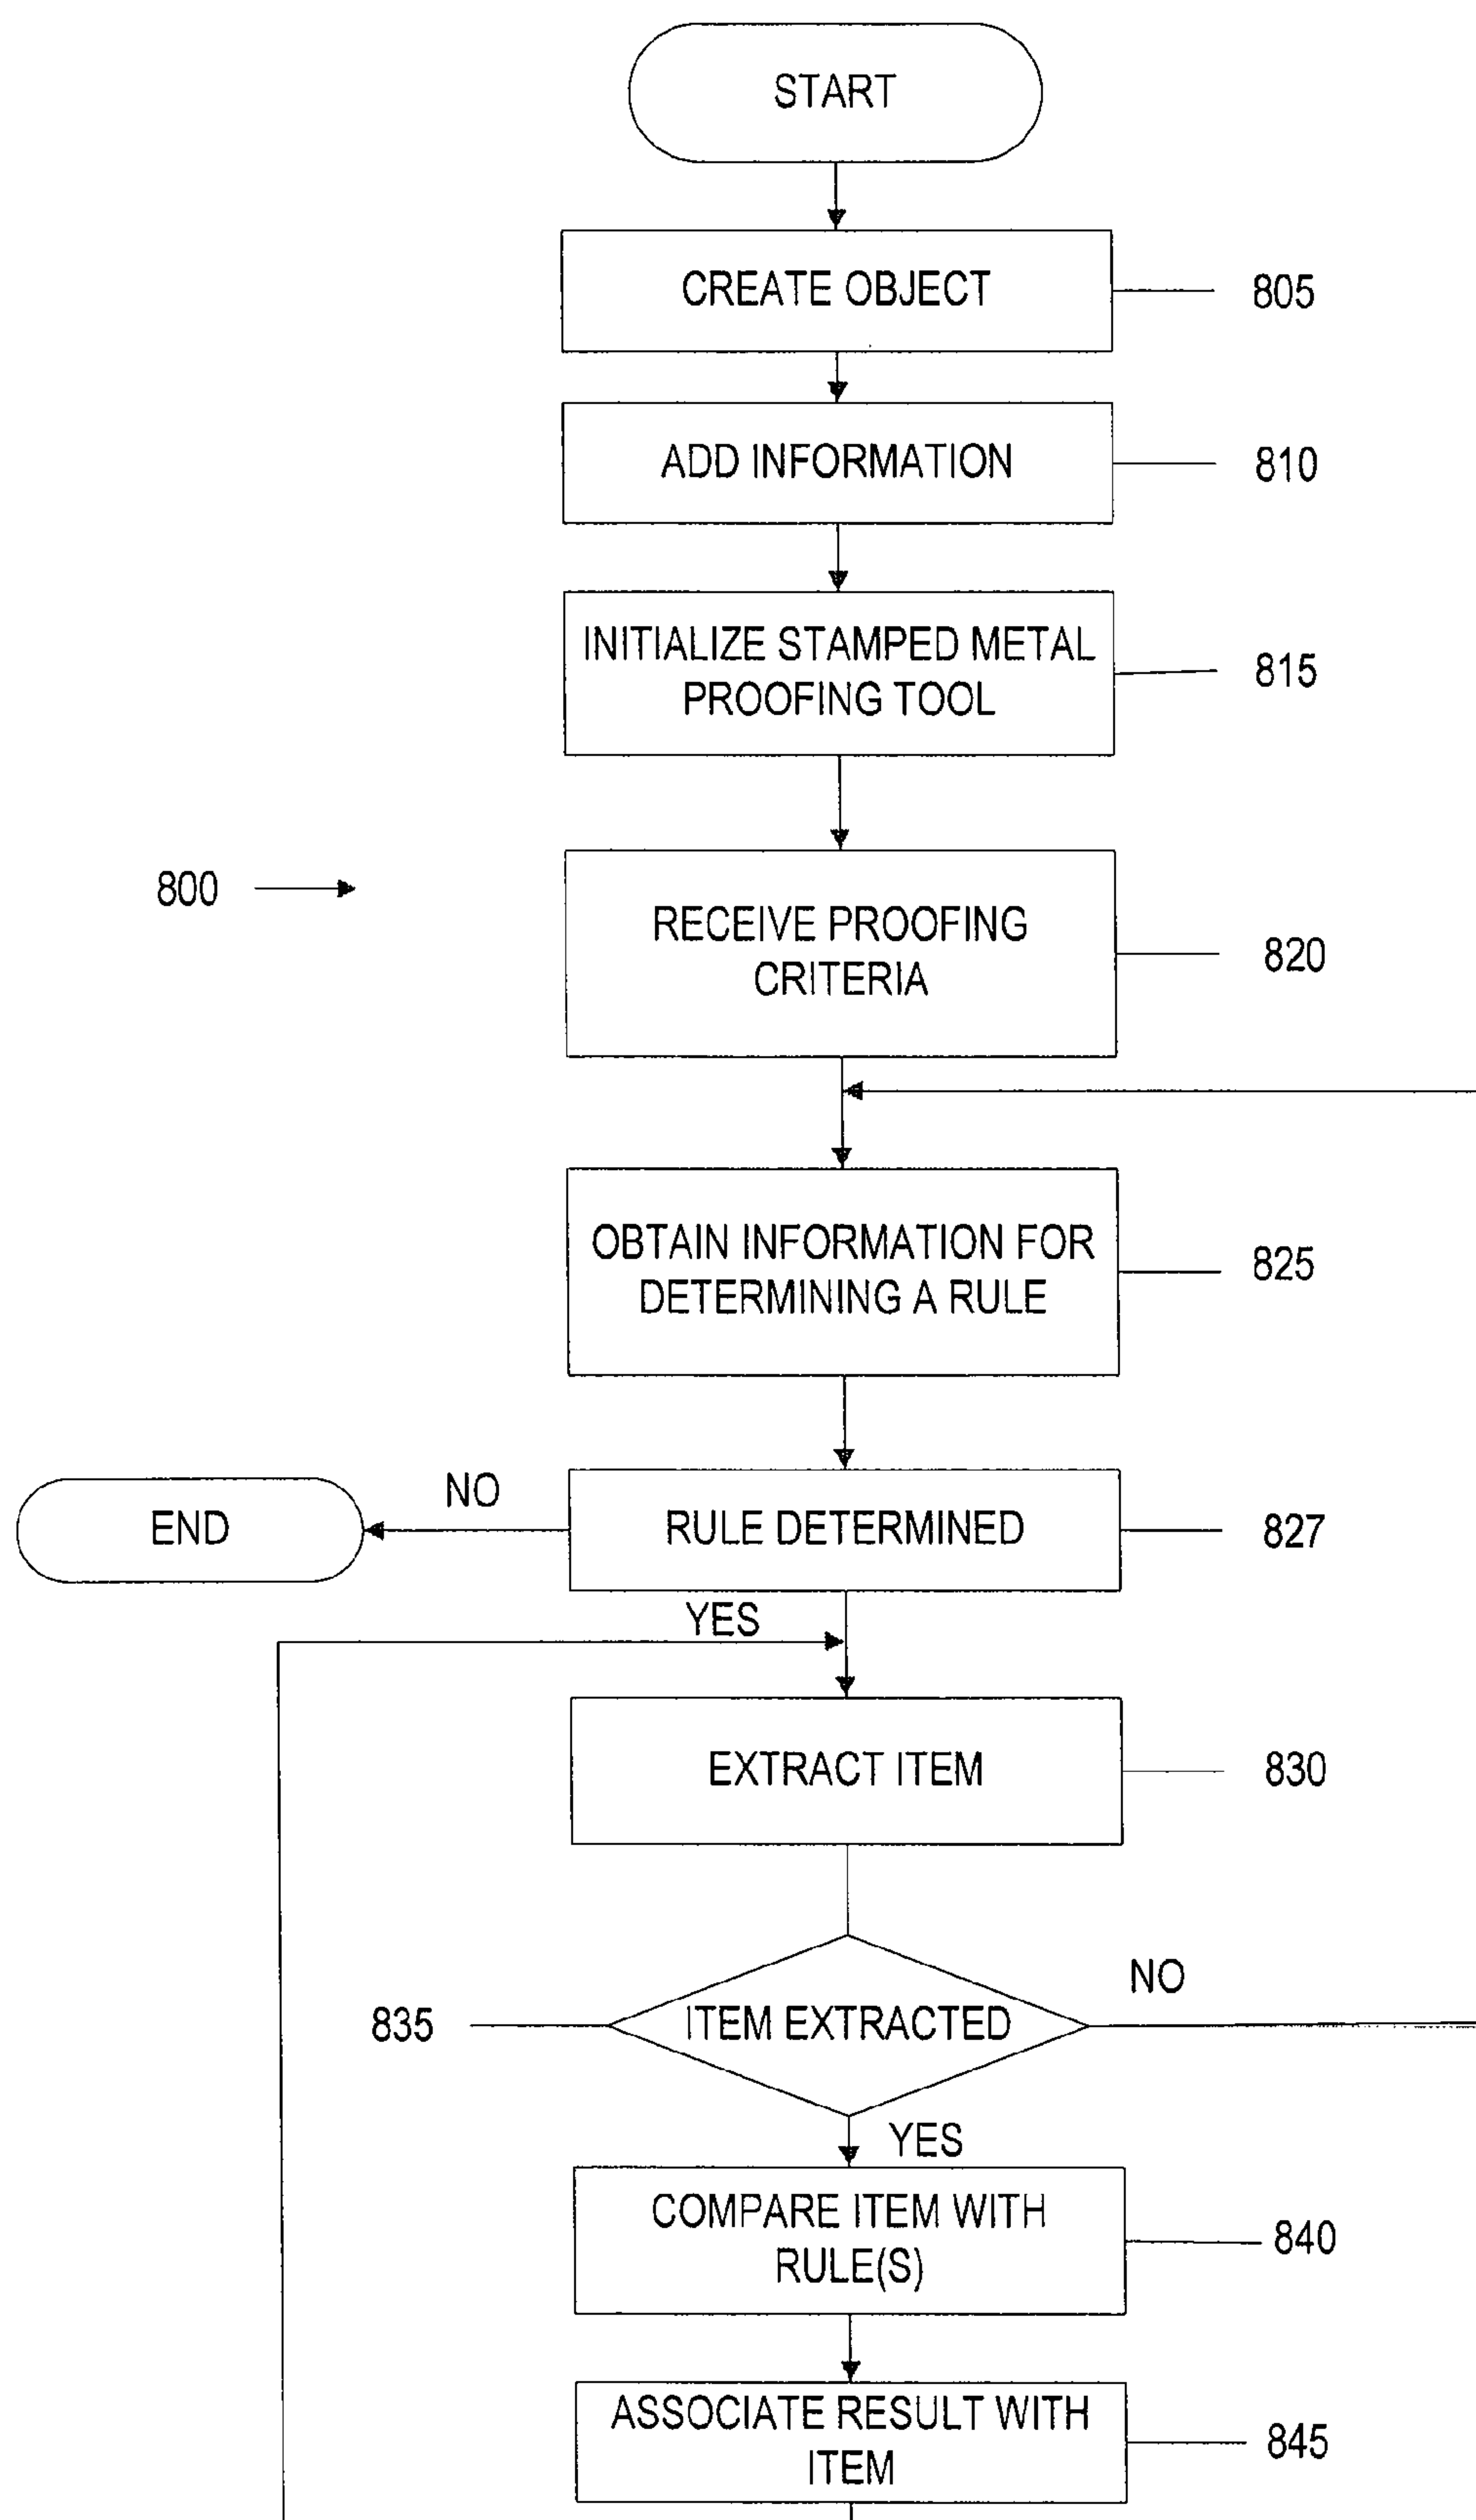 START
CREATE OBJECT
805
ADD INFORMATION
810
INITIALIZE STAMPED METAL
PROOFING TOOL
815
800
RECEIVE PROOFING
CRITERIA
820
OBTAIN INFORMATION FOR
DETERMINING A RULE
825
END
NO
RULE DETERMINED
827
YES
EXTRACT ITEM
830
835
ITEM EXTRACTED
NO
YES
COMPARE ITEM WITH
RULE(S)
840
ASSOCIATE RESULT WITH
ITEM
845